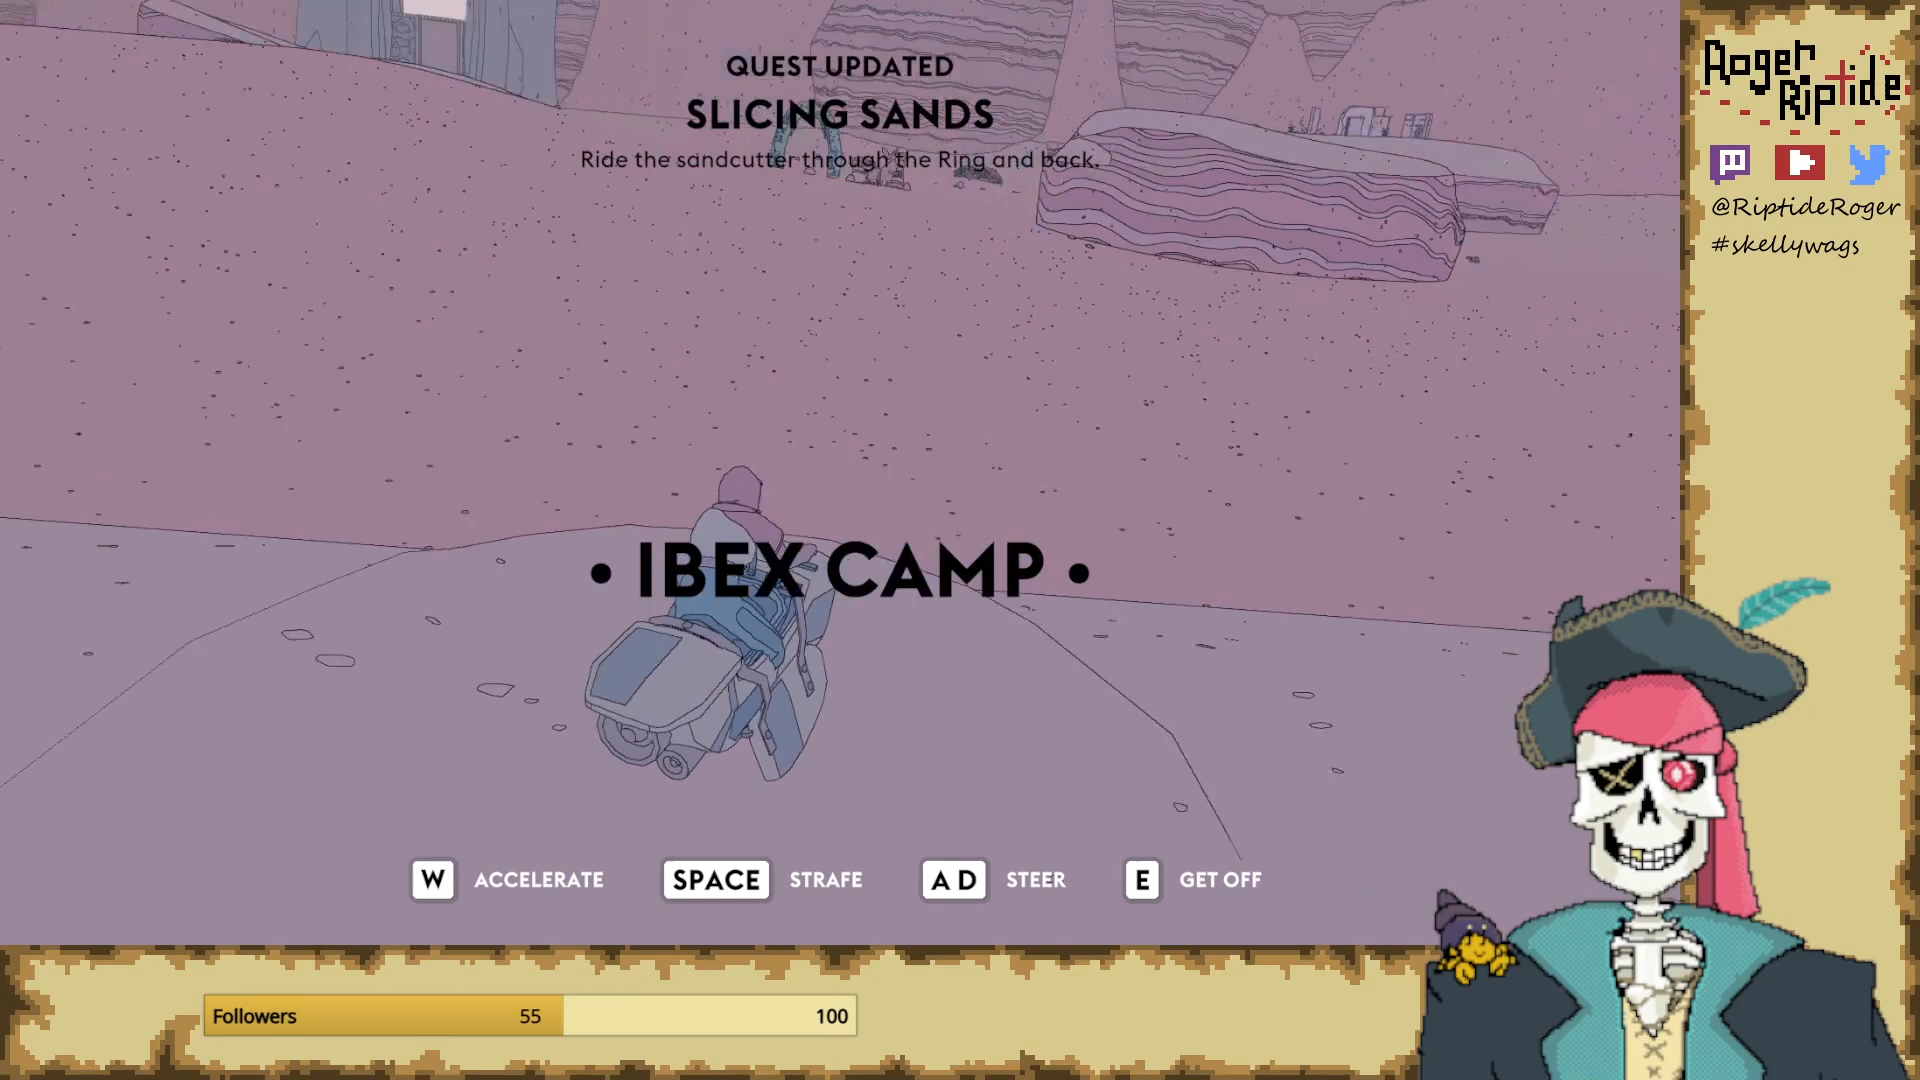 QUEST UPDATED
SLICING SANDS
Ride the sandcutter through the Ring and back.
Roger
Riptide
@RiptideRoger
#skellywags
• IBEX CAMP •
W ACCELERATE SPACE STRAFE A D STEER E GET OFF
Followers 55 100